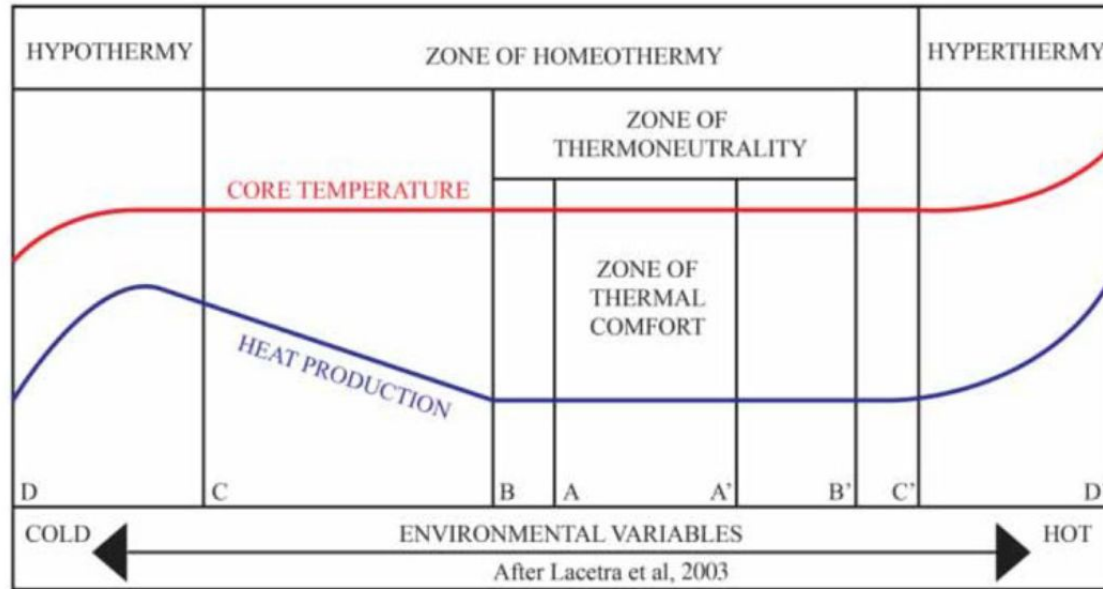 HYPOTHERMY
ZONE OF HOMEOTHERMY
HYPERTHERMY
ZONE OF
THERMONEUTRALITY
CORE TEMPERATURE
ZONE OF
THERMAL
COMFORT
HEAT PRODUCTION
D C B A A' B' C' D
COLD ENVIRONMENTAL VARIABLES HOT
After Lacetra et al, 2003